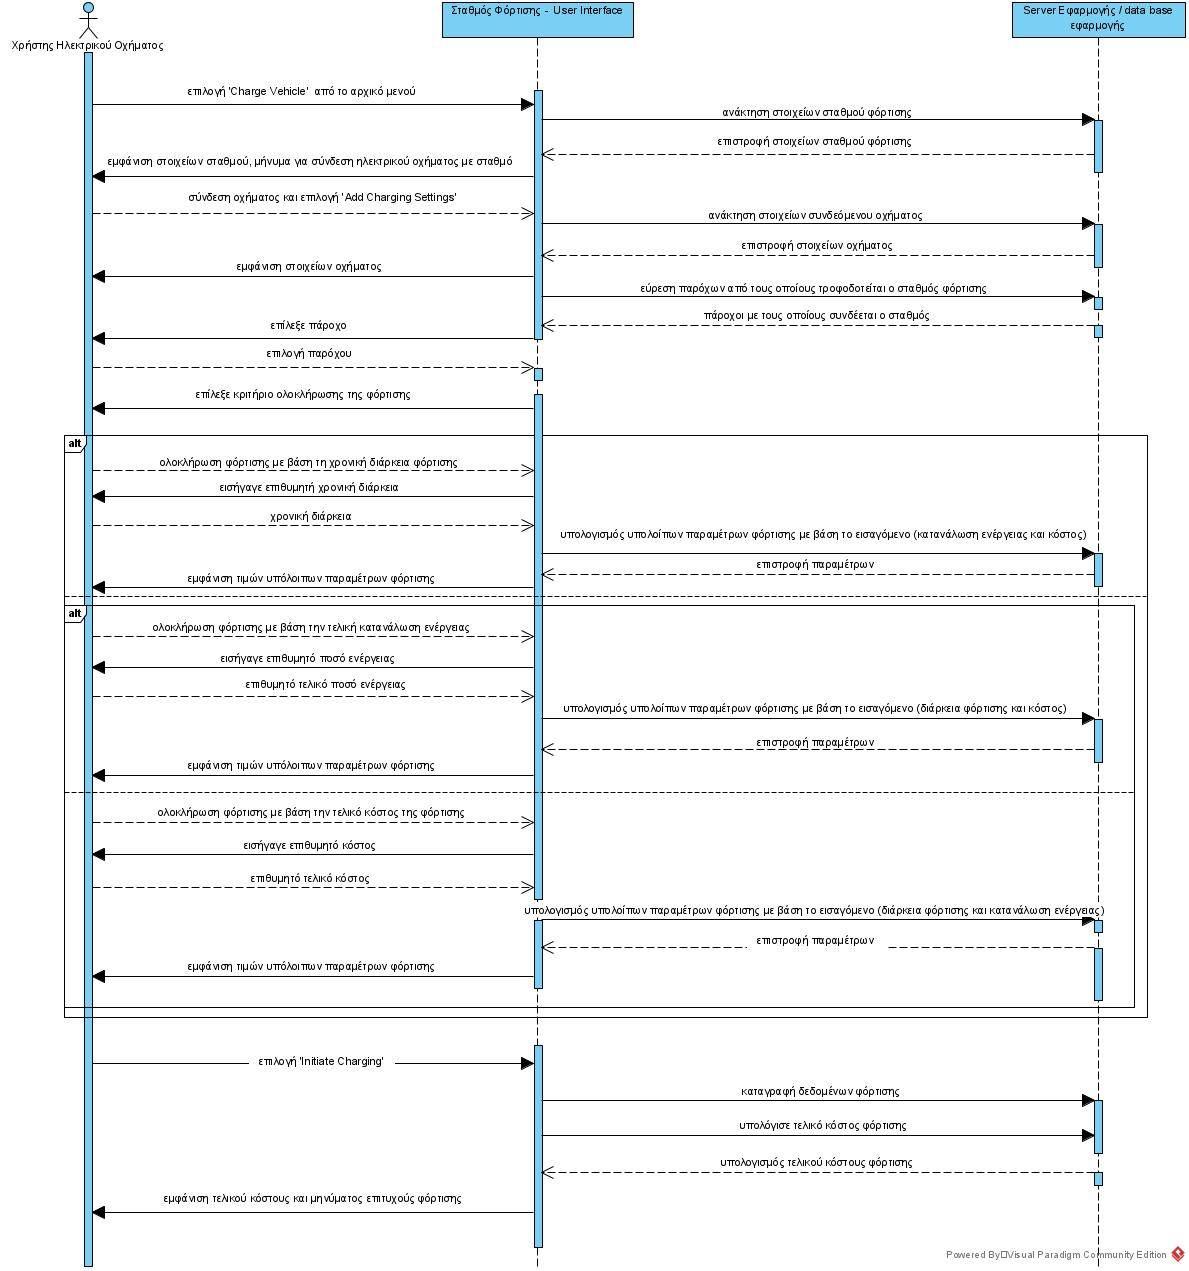 Σταθμός Φόρτισης - User Interface
Server Εφαρμογής / data base
εφαρμογής
Χρήστης Ηλεκτρικού Οχήματος
επιλογή 'Charge Vehicle' από το αρχικό μενού
ανάκτηση στοιχείων σταθμού φόρτισης
επιστροφή στοιχείων σταθμού φόρτισης
εμφάνιση στοιχείων σταθμού, μήνυμα για σύνδεση ηλεκτρικού οχήματος με σταθμό
σύνδεση οχήματος και επιλογή 'Add Charging Settings'
ανάκτηση στοιχείων συνδεόμενου οχήματος
επιστροφή στοιχείων οχήματος
εμφάνιση στοιχείων οχήματος
εύρεση παρόχων από τους οποίους τροφοδοτείται ο σταθμός φόρτισης
πάροχοι με τους οποίους συνδέεται ο σταθμός
επίλεξε πάροχο
επιλογή παρόχου
επίλεξε κριτήριο ολοκλήρωσης της φόρτισης
alt
ολοκλήρωση φόρτισης με βάση τη χρονική διάρκεια φόρτισης
εισήγαγε επιθυμητή χρονική διάρκεια
χρονική διάρκεια
υπολογισμός υπολοίπων παραμέτρων φόρτισης με βάση το εισαγόμενο (κατανάλωση ενέργειας και κόστος)
επιστροφή παραμέτρων
εμφάνιση τιμών υπόλοιπων παραμέτρων φόρτισης
alt
ολοκλήρωση φόρτισης με βάση την τελική κατανάλωση ενέργειας
εισήγαγε επιθυμητό ποσό ενέργειας
επιθυμητό τελικό ποσό ενέργειας
υπολογισμός υπολοίπων παραμέτρων φόρτισης με βάση το εισαγόμενο (διάρκεια φόρτισης και κόστος)
επιστροφή παραμέτρων
εμφάνιση τιμών υπόλοιπων παραμέτρων φόρτισης
ολοκλήρωση φόρτισης με βάση την τελικό κόστος της φόρτισης
εισήγαγε επιθυμητό κόστος
επιθυμητό τελικό κόστος
υπολογισμός υπολοίπων παραμέτρων φόρτισης με βάση το εισαγόμενο (διάρκεια φόρτισης και κατανάλωση ενέργειας)
επιστροφή παραμέτρων
εμφάνιση τιμών υπόλοιπων παραμέτρων φόρτισης
επιλογή 'Initiate Charging'
καταγραφή δεδομένων φόρτισης
υπολόγισε τελικό κόστος φόρτισης
υπολογισμός τελικού κόστους φόρτισης
εμφάνιση τελικού κόστους και μηνύματος επιτυχούς φόρτισης
Powered By Visual Paradigm Community Edition